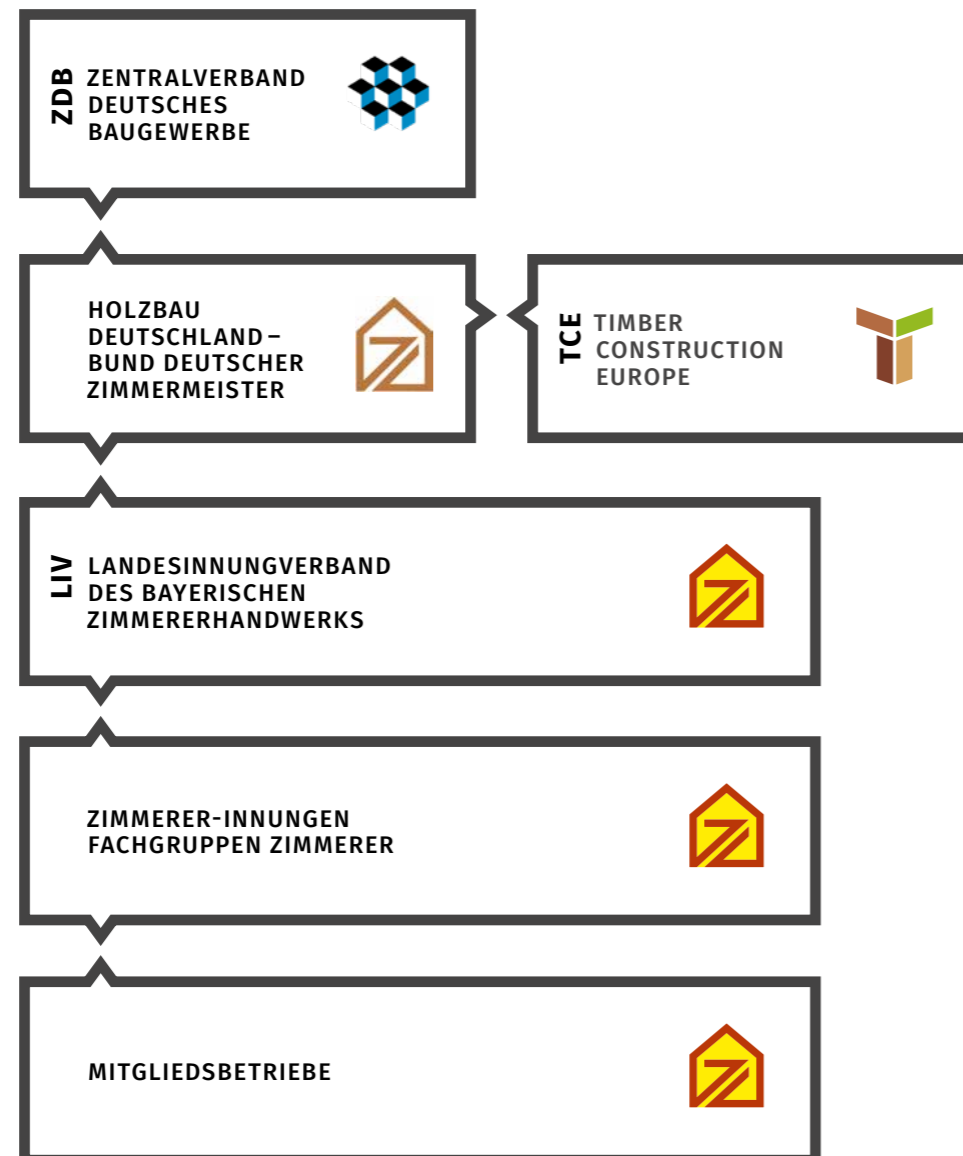 ZDB
ZENTRALVERBAND
DEUTSCHES
BAUGEWERBE
HOLZBAU
DEUTSCHLAND –
BUND DEUTSCHER
ZIMMERMEISTER
TCE
TIMBER
CONSTRUCTION
EUROPE
LIV
LANDESINNUNGVERBAND
DES BAYERISCHEN
ZIMMERERHANDWERKS
ZIMMERER-INNUNGEN
FACHGRUPPEN ZIMMERER
MITGLIEDSBETRIEBE